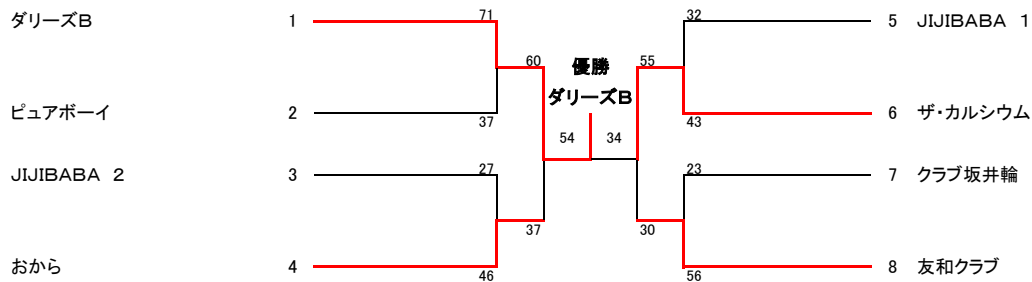 ダリーズB 1 71 32 5 JIJIBABA 1
60 優勝 55
ダリーズB
ピュアボーイ 2 37 43 6 ザ・カルシウム
54 34
JIJIBABA 2 3 27 23 7 クラブ坂井輪
37 30
おから 4 46 56 8 友和クラブ